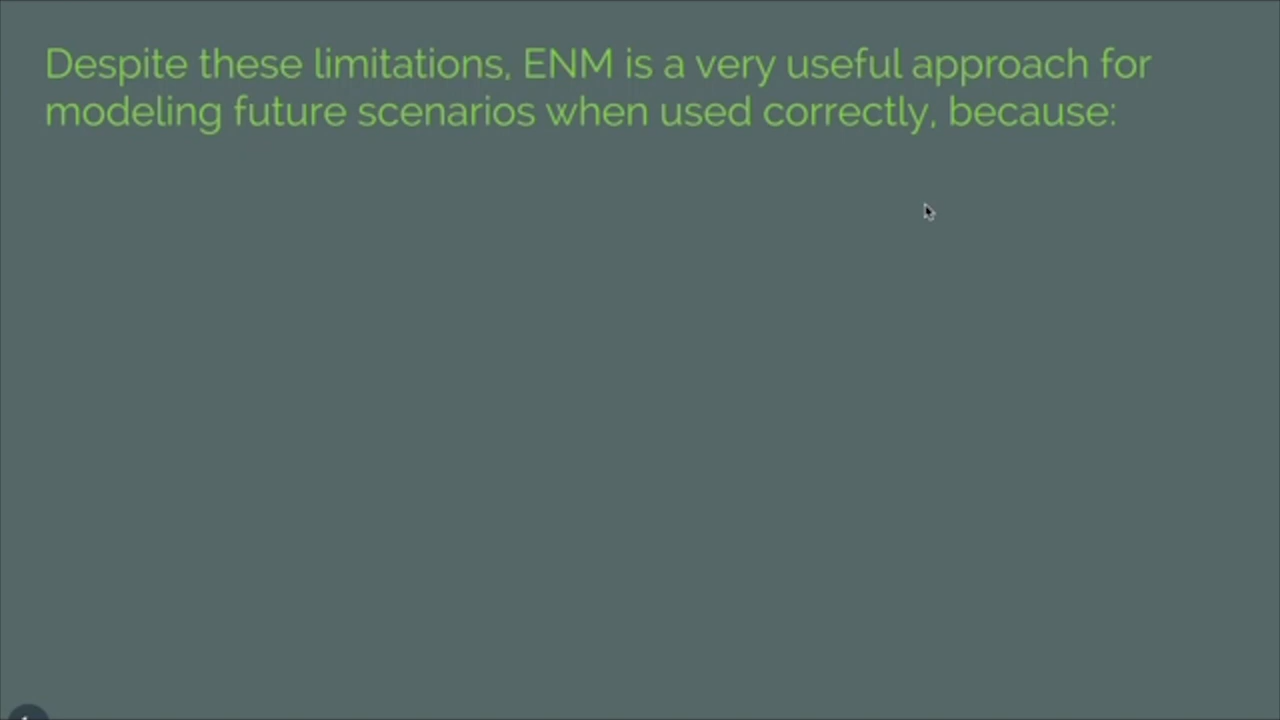 Despite these limitations, ENM is a very useful approach for
modeling future scenarios when used correctly, because: